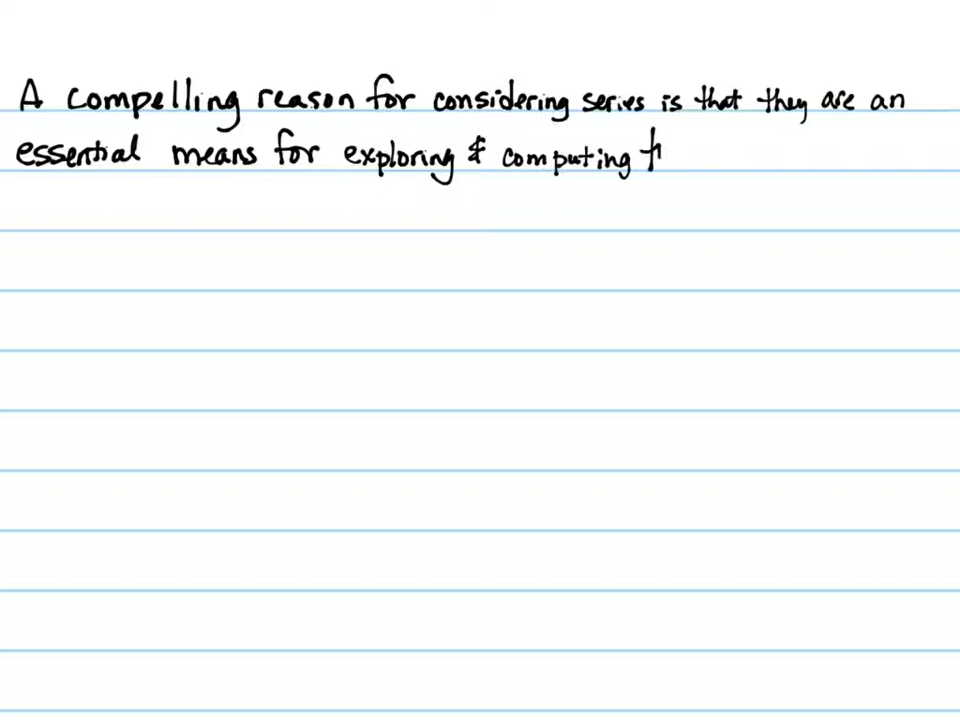 A compelling reason for considering series is that they are an
essential means for exploring & computing